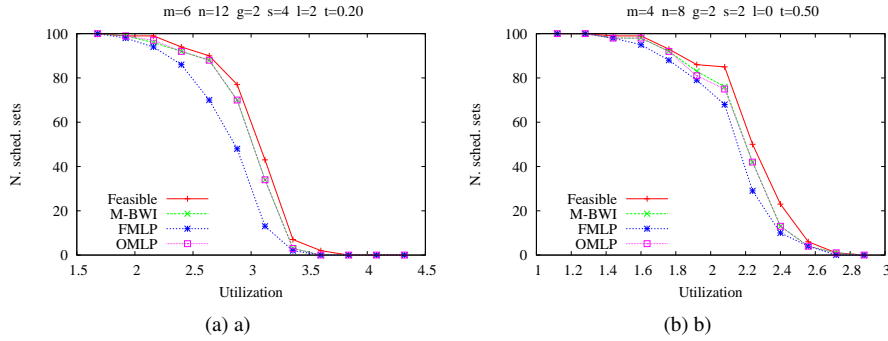 m=6 n=12 g=2 s=4 l=2 t=0.20
100
80
60
40
20
0
N. sched. sets
Feasible
M-BWI
FMLP
OMLP
1.5 2 2.5 3 3.5 4 4.5
Utilization
(a) a)
m=4 n=8 g=2 s=2 l=0 t=0.50
100
80
60
40
20
0
N. sched. sets
Feasible
M-BWI
FMLP
OMLP
1 1.2 1.4 1.6 1.8 2 2.2 2.4 2.6 2.8 3
Utilization
(b) b)